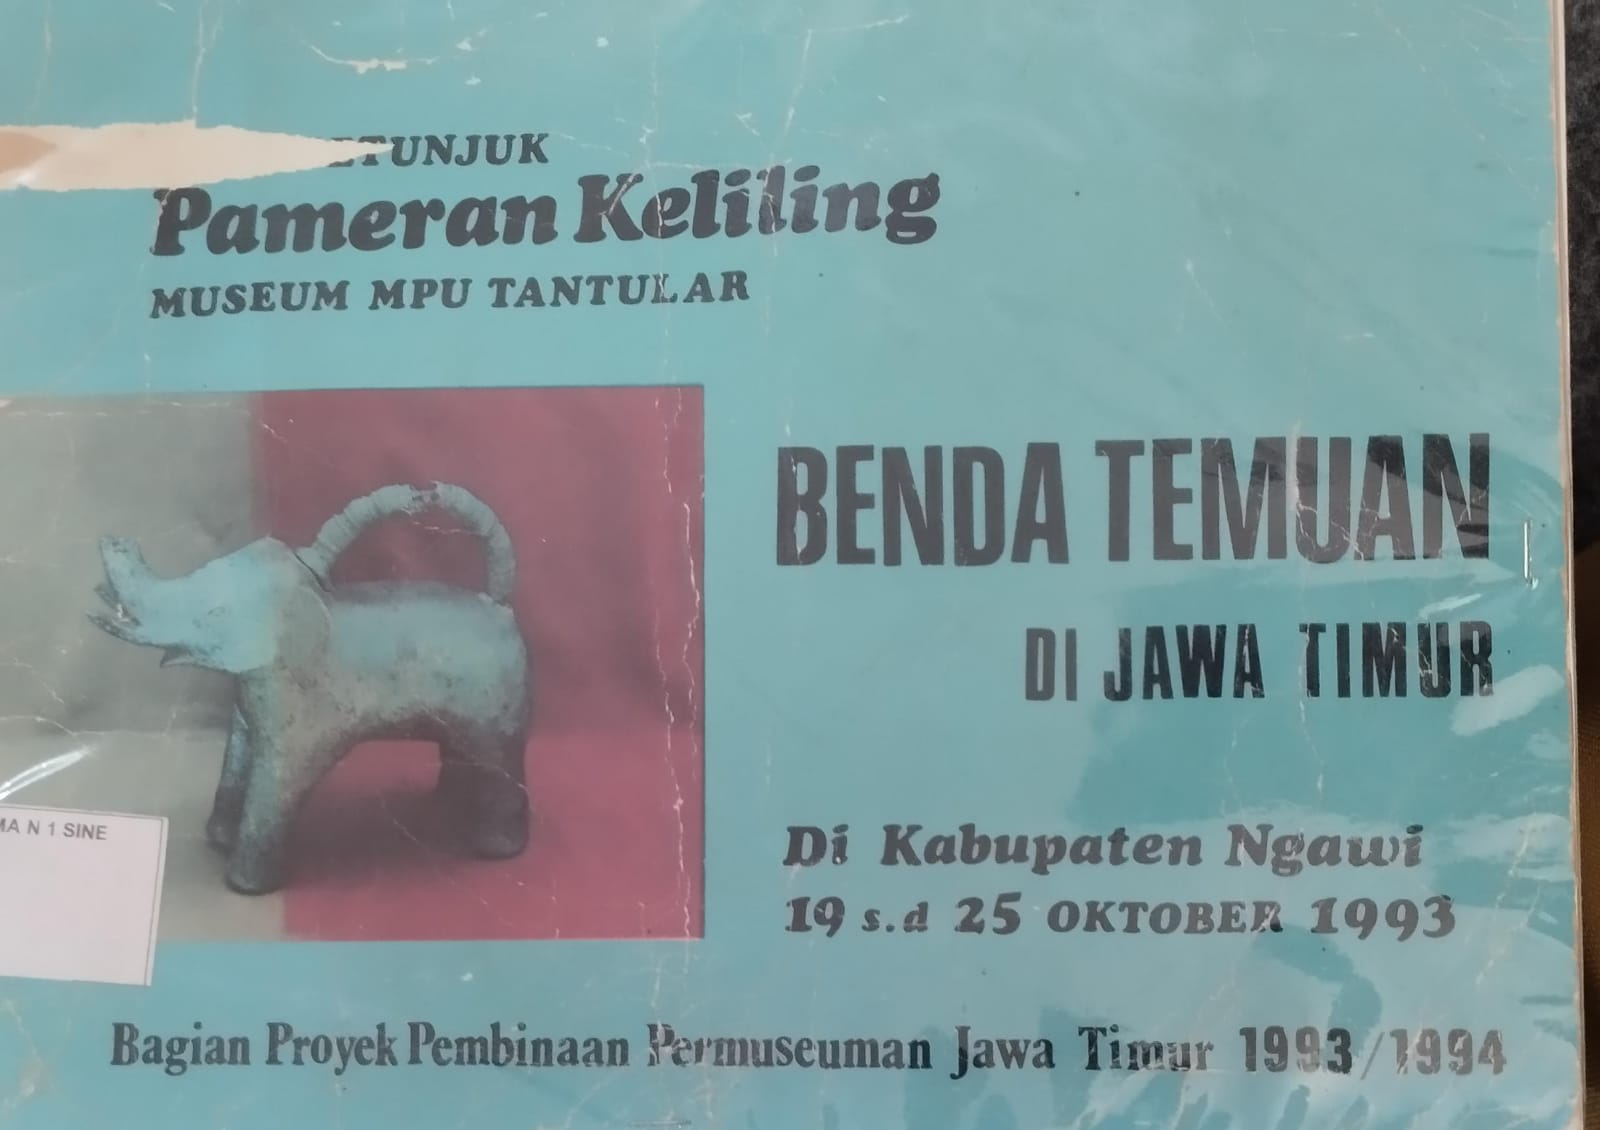 ETUNJUK
Pameran Keliling
MUSEUM MPU TANTULAR
BENDA TEMUAN
DI JAWA TIMUR
MA N 1 SINE
Di Kabupaten Ngawi
19 s.d 25 OKTOBER 1993
Bagian Proyek Pembinaan Permuseuman Jawa Timur 1993/1994